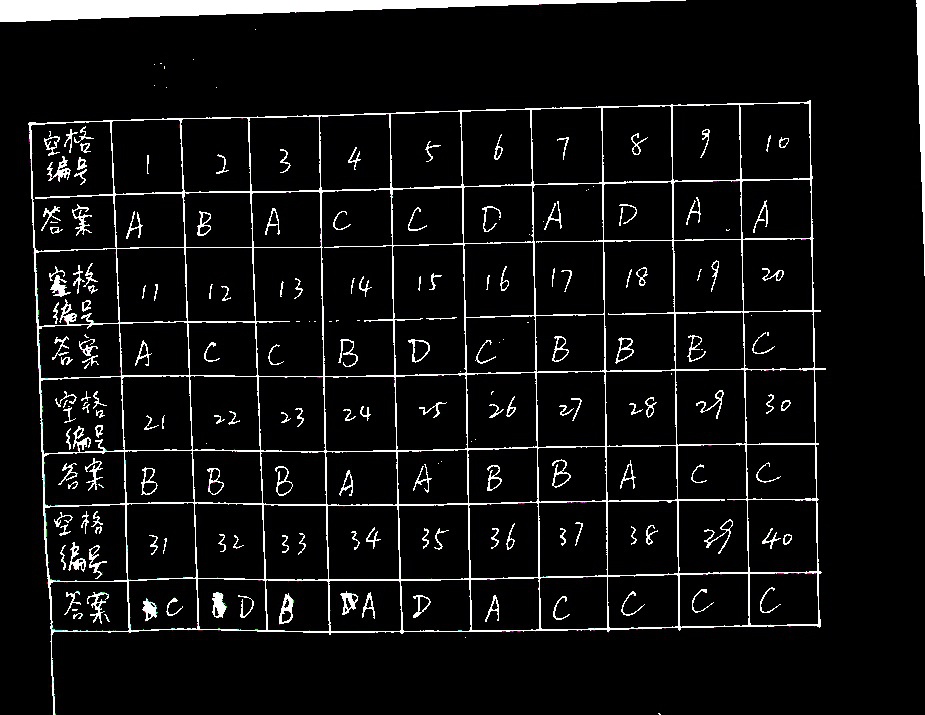 空格编号 1 2 3 4 5 6 7 8 9 10
答案 A B A C C D A D A A
空格编号 11 12 13 14 15 16 17 18 19 20
答案 A C C B D C B B B C
空格编号 21 22 23 24 25 26 27 28 29 30
答案 B B B A A B B A C C
空格编号 31 32 33 34 35 36 37 38 39 40
答案 C D B A D A C C C C